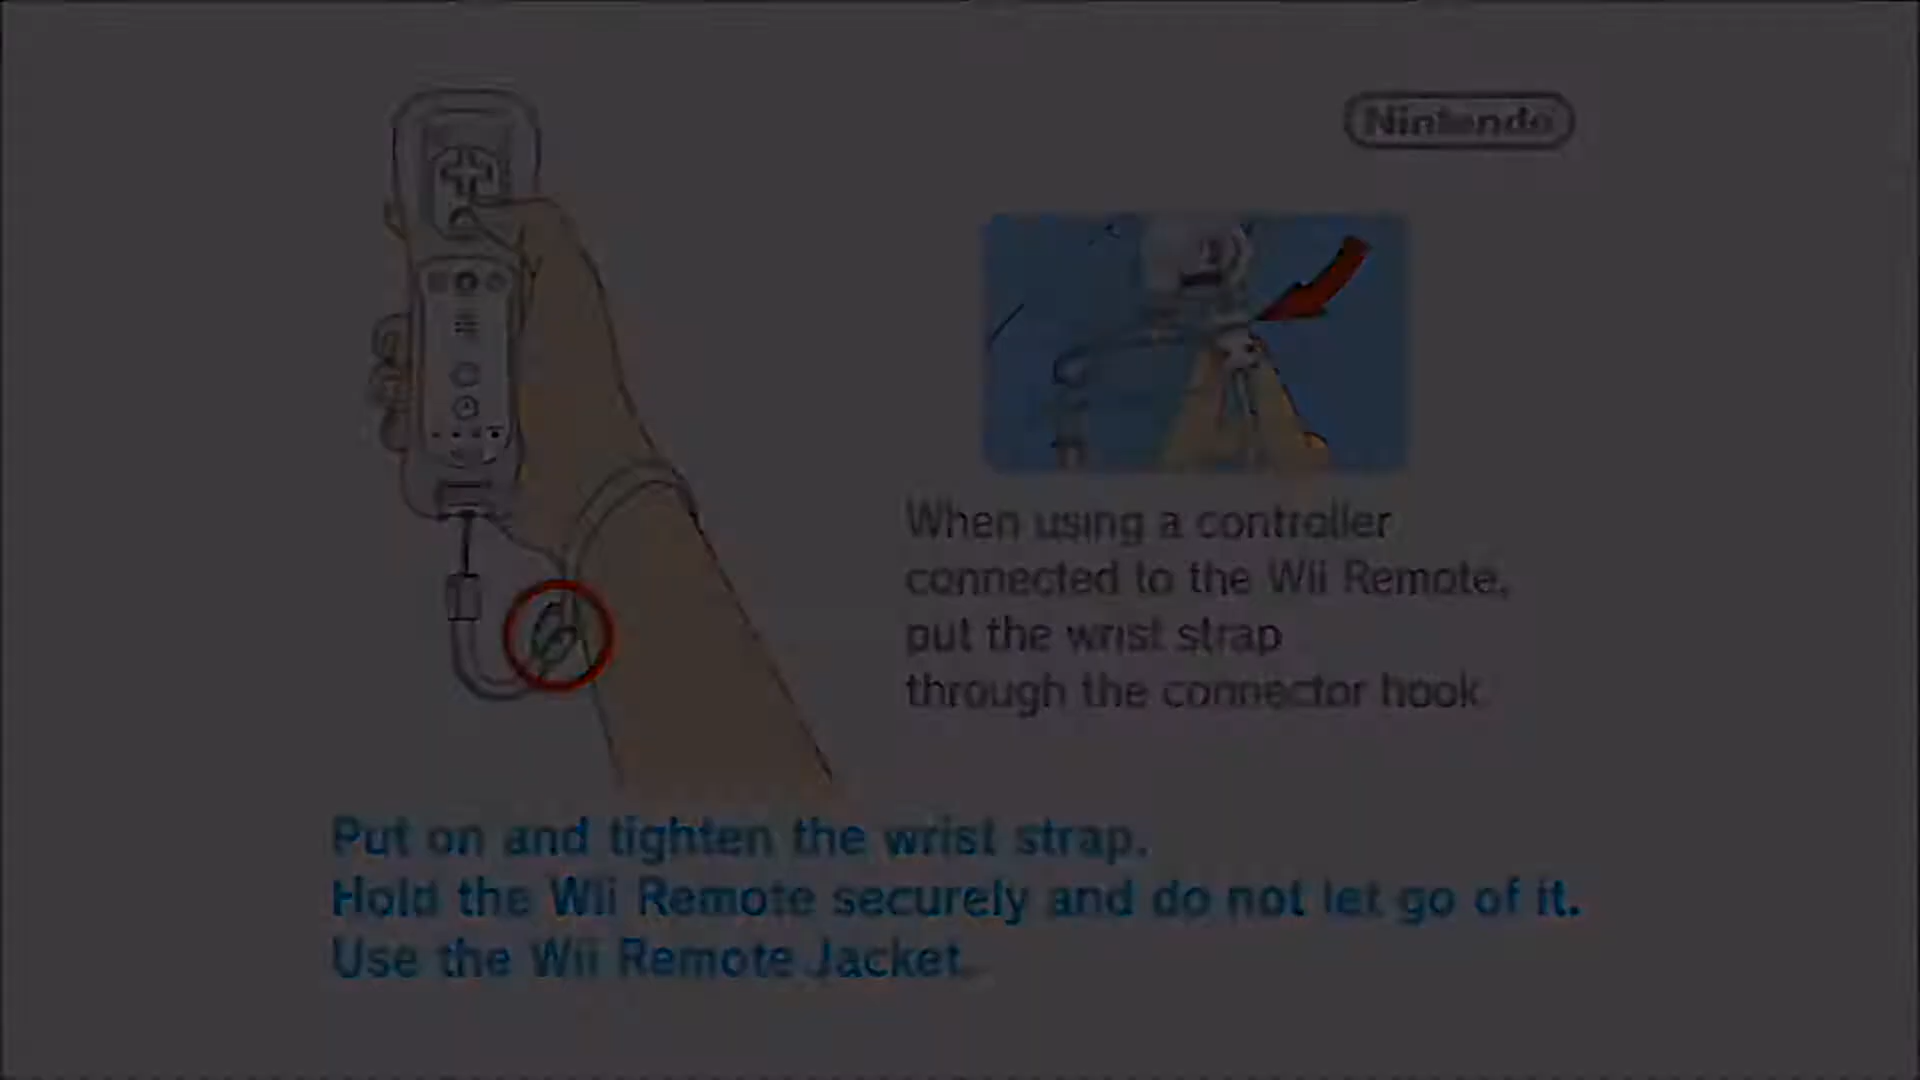 Nintendo
When using a controller
connected to the Wii Remote,
put the wrist strap
through the connector hook.
Put on and tighten the wrist strap.
Hold the Wii Remote securely and do not let go of it.
Use the Wii Remote Jacket.